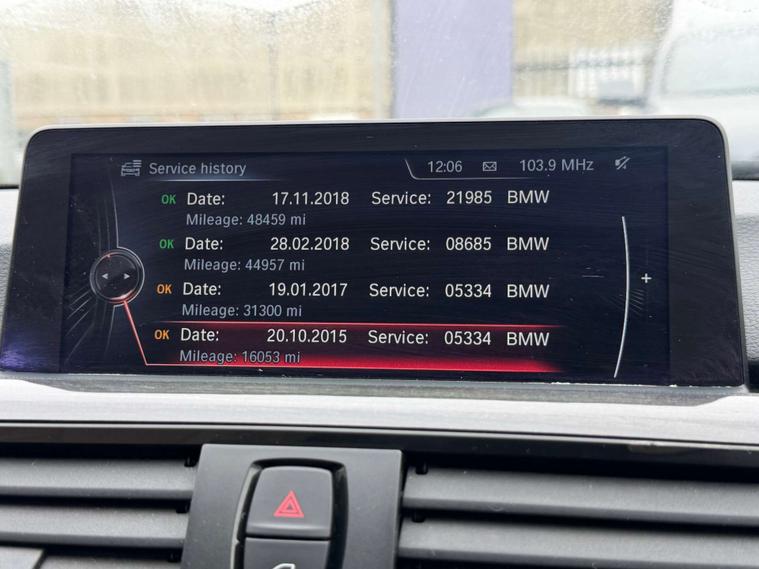 Service history 12:06 103.9 MHz
OK Date: 17.11.2018 Service: 21985 BMW
Mileage: 48459 mi
OK Date: 28.02.2018 Service: 08685 BMW
Mileage: 44957 mi
OK Date: 19.01.2017 Service: 05334 BMW
Mileage: 31300 mi
OK Date: 20.10.2015 Service: 05334 BMW
Mileage: 16053 mi